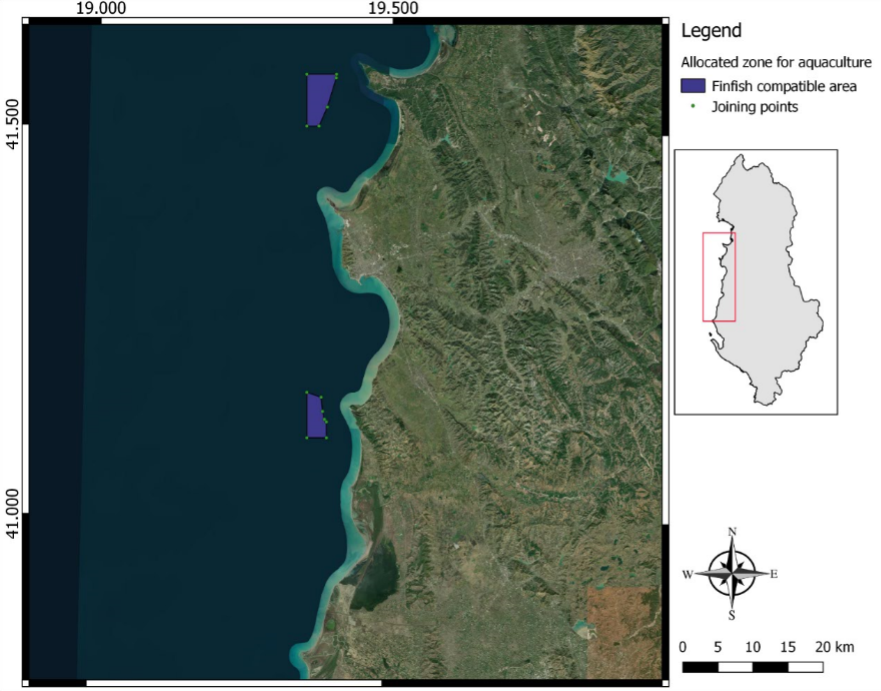 19.000 19.500
41.500
41.000
Legend
Allocated zone for aquaculture
Finfish compatible area
Joining points
N
W E
S
0 5 10 15 20 km